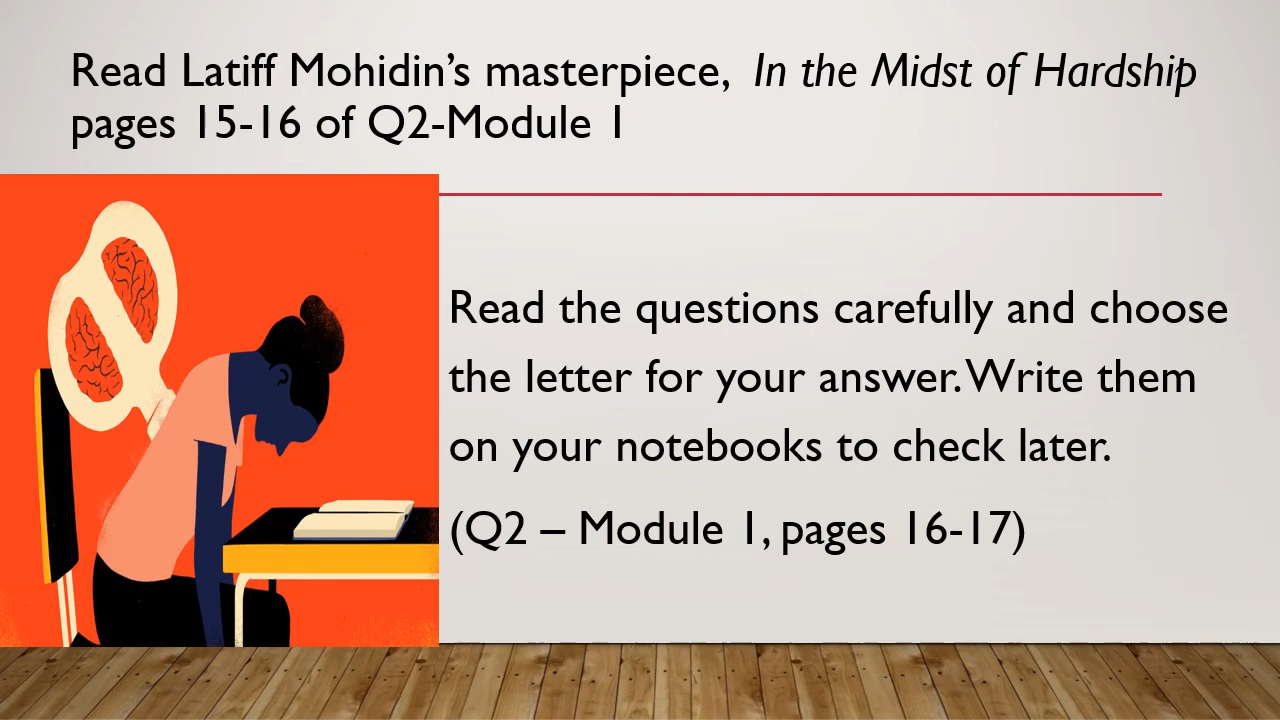 Read Latiff Mohidin’s masterpiece,  In the Midst of Hardship
pages 15-16 of Q2-Module 1
Read the questions carefully and choose
the letter for your answer. Write them
on your notebooks to check later.
(Q2 – Module 1, pages 16-17)